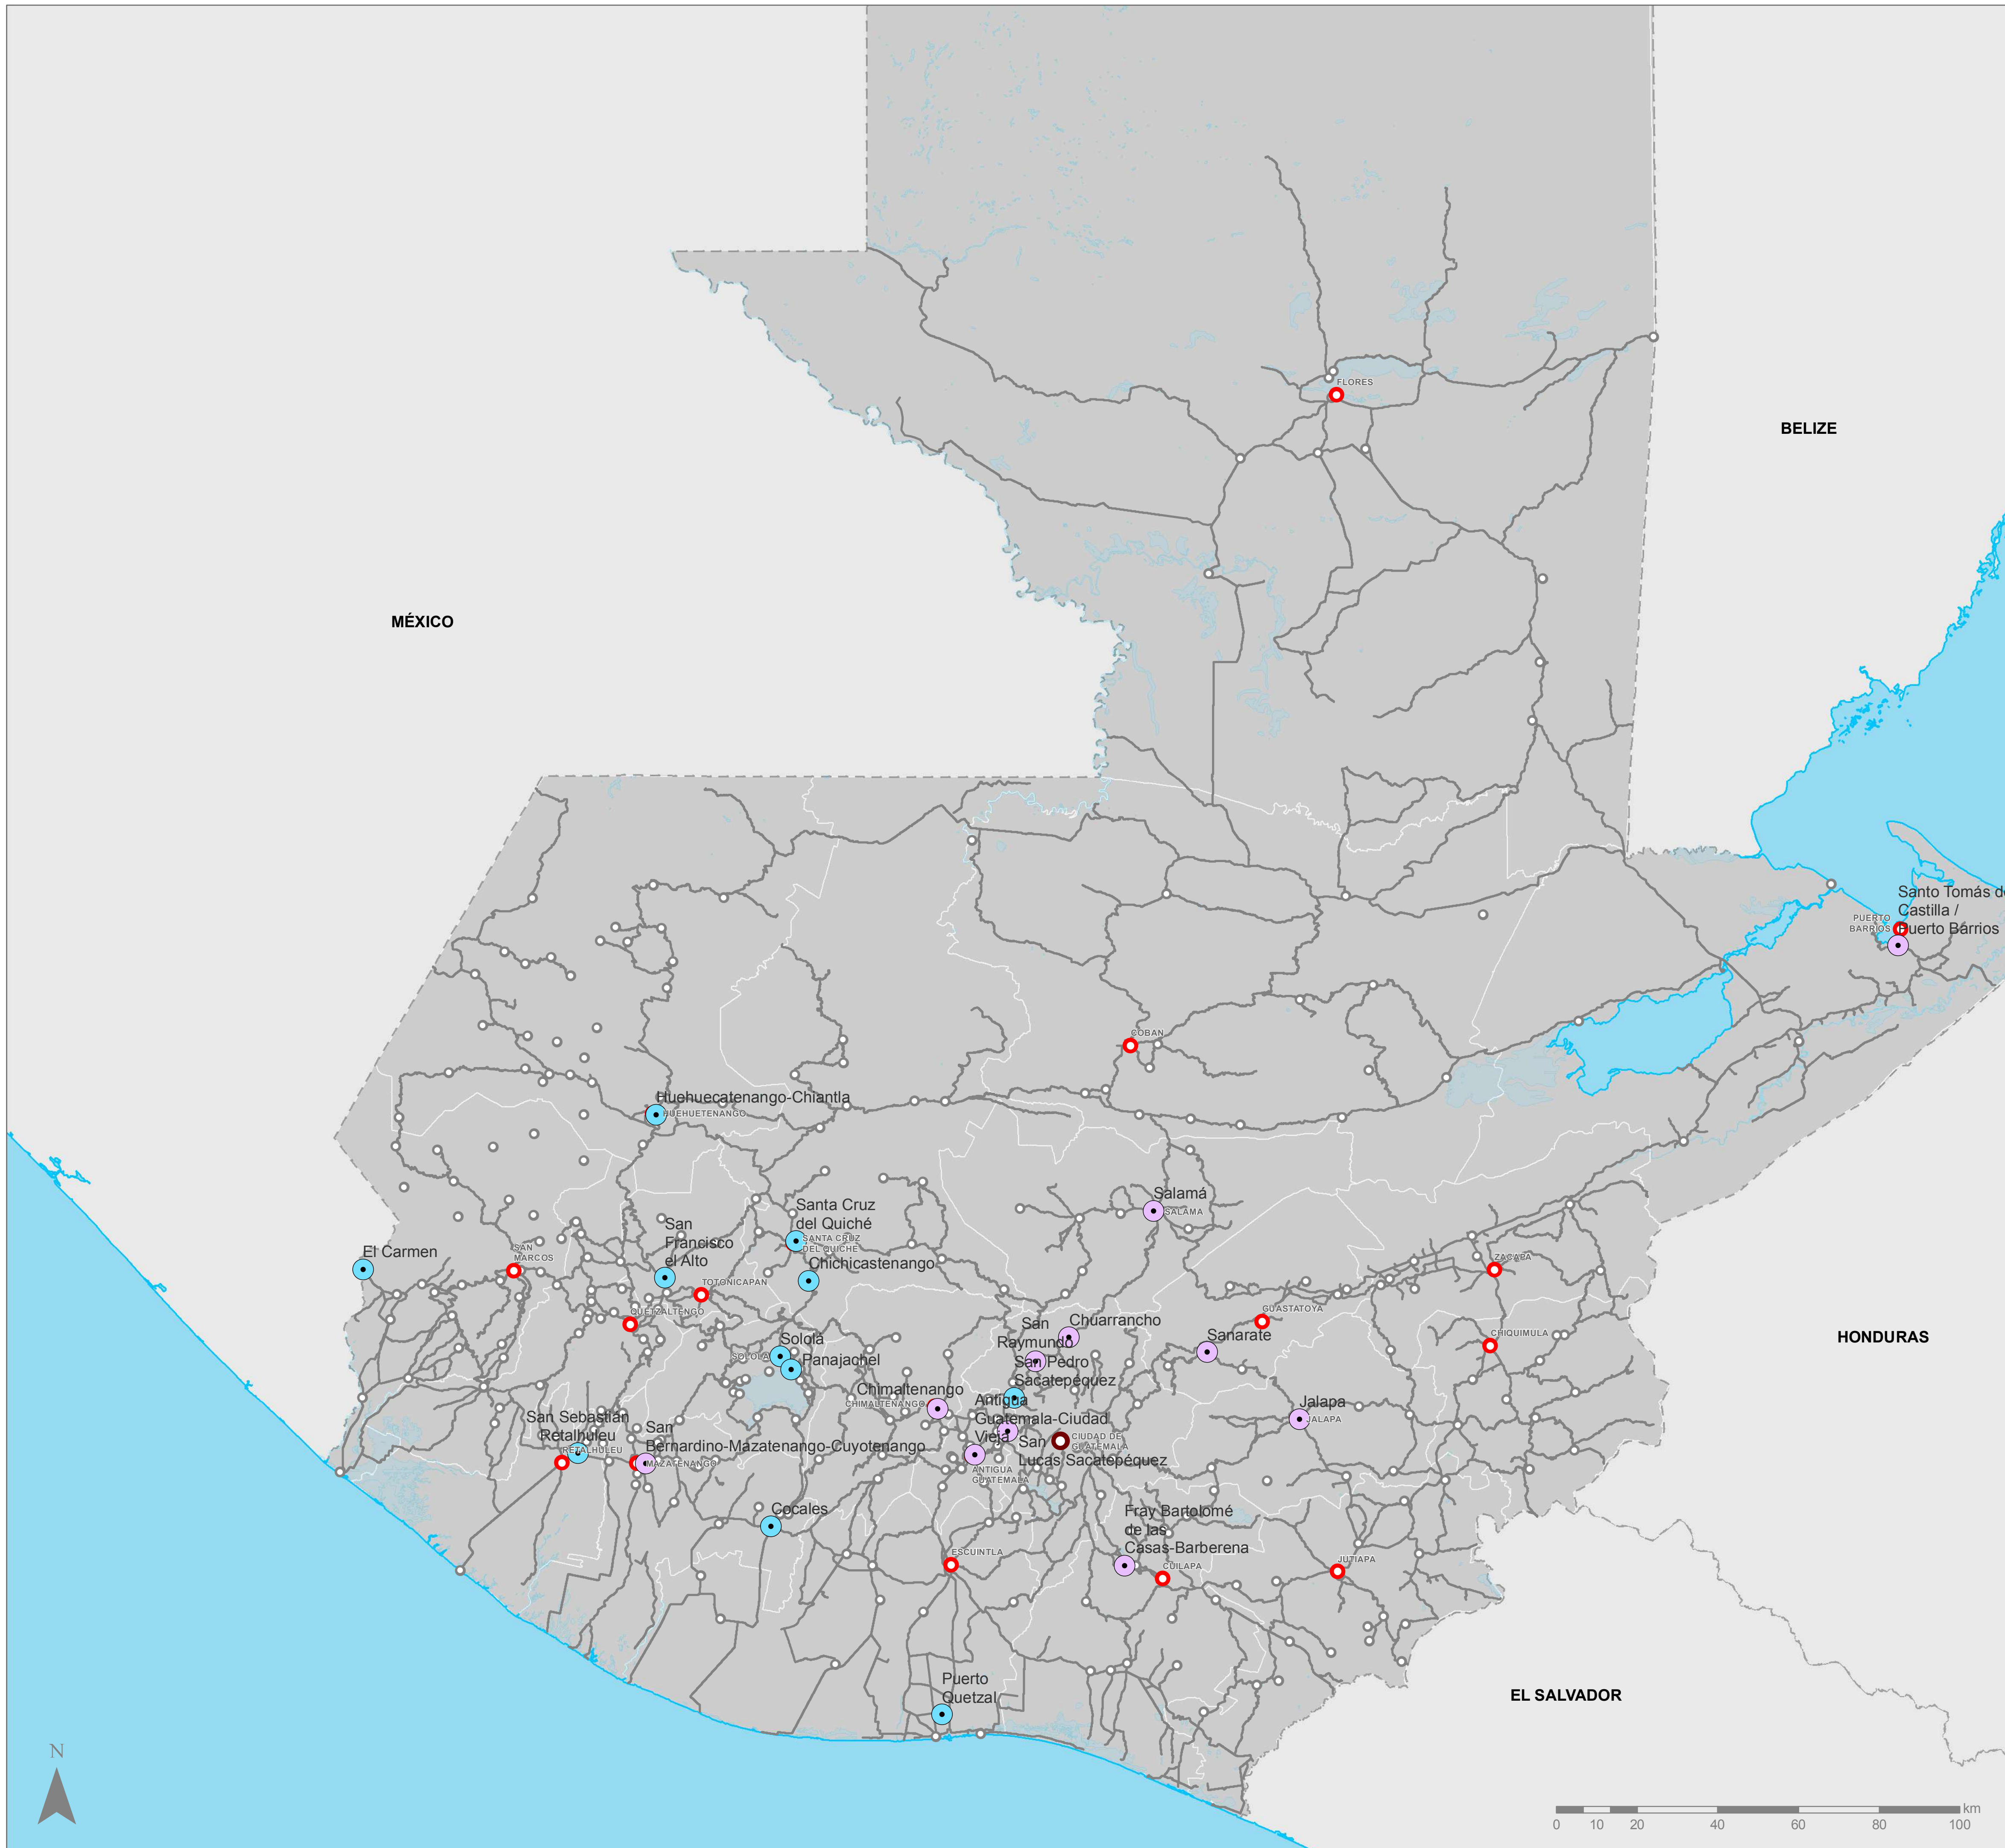 FLORES
BELIZE
MÉXICO
Santo Tomás de
Castilla /
Puerto Barrios
PUERTO
BARRIOS
COBAN
Huehuecatenango-Chiantla
HUEHUETENANGO
Salamá
SALAMA
Santa Cruz
del Quiché
SANTA CRUZ
DEL QUICHE
San
Francisco
el Alto
El Carmen
SAN
MARCOS
Chichicastenango
TOTONICAPAN
ZACAPA
QUETZALTENGO
GUASTATOYA
Chuarrancho
San
Raymundo
Sanarate
CHIQUIMULA
HONDURAS
Sololá
SOLOLA
Panajachel
San Pedro
Sacatepéquez
Chimaltenango
CHIMALTENANGO
Antigua
Guatemala-Ciudad
Vieja
Jalapa
JALAPA
San Sebastián
Retalhuleu
RETALHULEU
San
Bernardino-Mazatenango-Cuyotenango
MAZATENANGO
San
Lucas Sacatepéquez
CIUDAD DE
GUATEMALA
ANTIGUA
GUATEMALA
Cocales
Fray Bartolomé
de las
Casas-Barberena
ESCUINTLA
CUILAPA
JUTIAPA
Puerto
Quetzal
EL SALVADOR
N
km
0 10 20 40 60 80 100